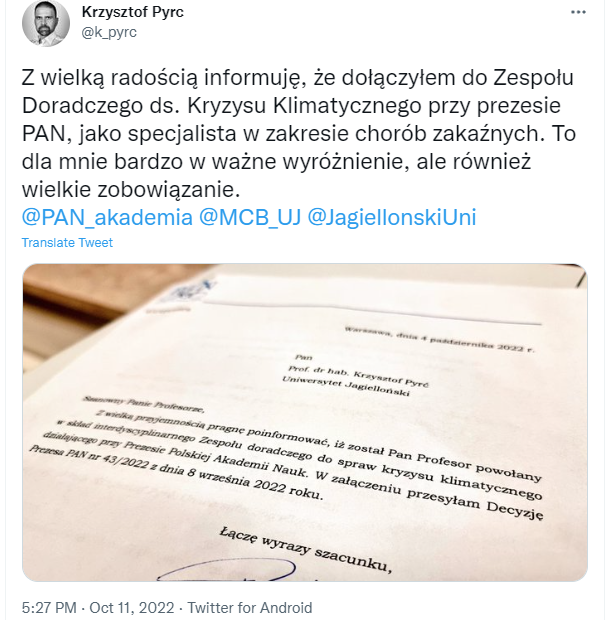 Krzysztof Pyrc
@k_pyrc
Z wielką radością informuję, że dołączyłem do Zespołu
Doradczego ds. Kryzysu Klimatycznego przy prezesie
PAN, jako specjalista w zakresie chorób zakaźnych. To
dla mnie bardzo w ważne wyróżnienie, ale również
wielkie zobowiązanie.
@PAN_akademia @MCB_UJ @JagiellonskiUni
Translate Tweet
Warszawa, dnia 4 października 2022 r.
Pan
Prof. dr hab. Krzysztof Pyrć
Uniwersytet Jagielloński
Szanowny Panie Profesorze,
Z wielką przyjemnością pragnę poinformować, iż został Pan Profesor powołany
w skład interdyscyplinarnego Zespołu doradczego do spraw kryzysu klimatycznego
działającego przy Prezesie Polskiej Akademii Nauk. W załączeniu przesyłam Decyzję
Prezesa PAN nr 43/2022 z dnia 8 września 2022 roku.
Łączę wyrazy szacunku,
5:27 PM · Oct 11, 2022 · Twitter for Android